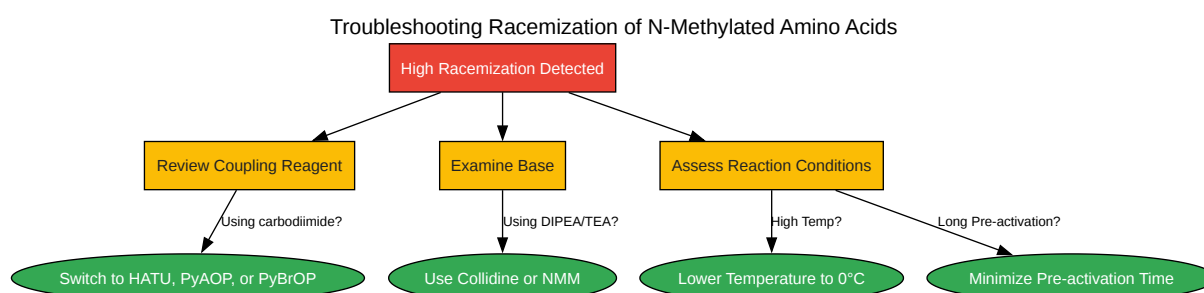 Troubleshooting Racemization of N-Methylated Amino Acids
High Racemization Detected
Review Coupling Reagent
Examine Base
Assess Reaction Conditions
Using carbodiimide?
Using DIPEA/TEA?
High Temp?
Long Pre-activation?
Switch to HATU, PyAOP, or PyBrOP
Use Collidine or NMM
Lower Temperature to 0°C
Minimize Pre-activation Time